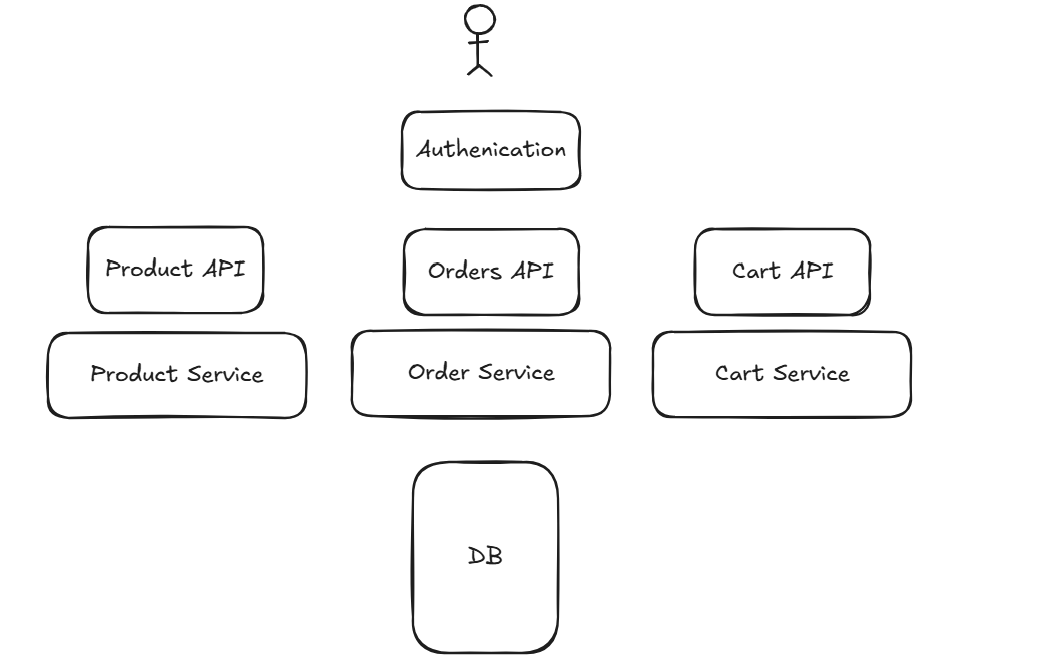 Authenication
Product API
Orders API
Cart API
Product Service
Order Service
Cart Service
DB